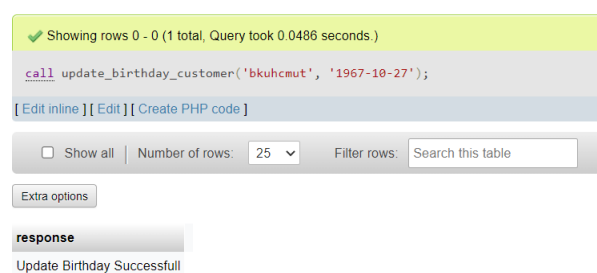 Showing rows 0 - 0 (1 total, Query took 0.0486 seconds.)
call update_birthday_customer('bkuhcmut', '1967-10-27');
[ Edit inline ] [ Edit ] [ Create PHP code ]
Show all | Number of rows: 25 Filter rows: Search this table
Extra options
response
Update Birthday Successfull